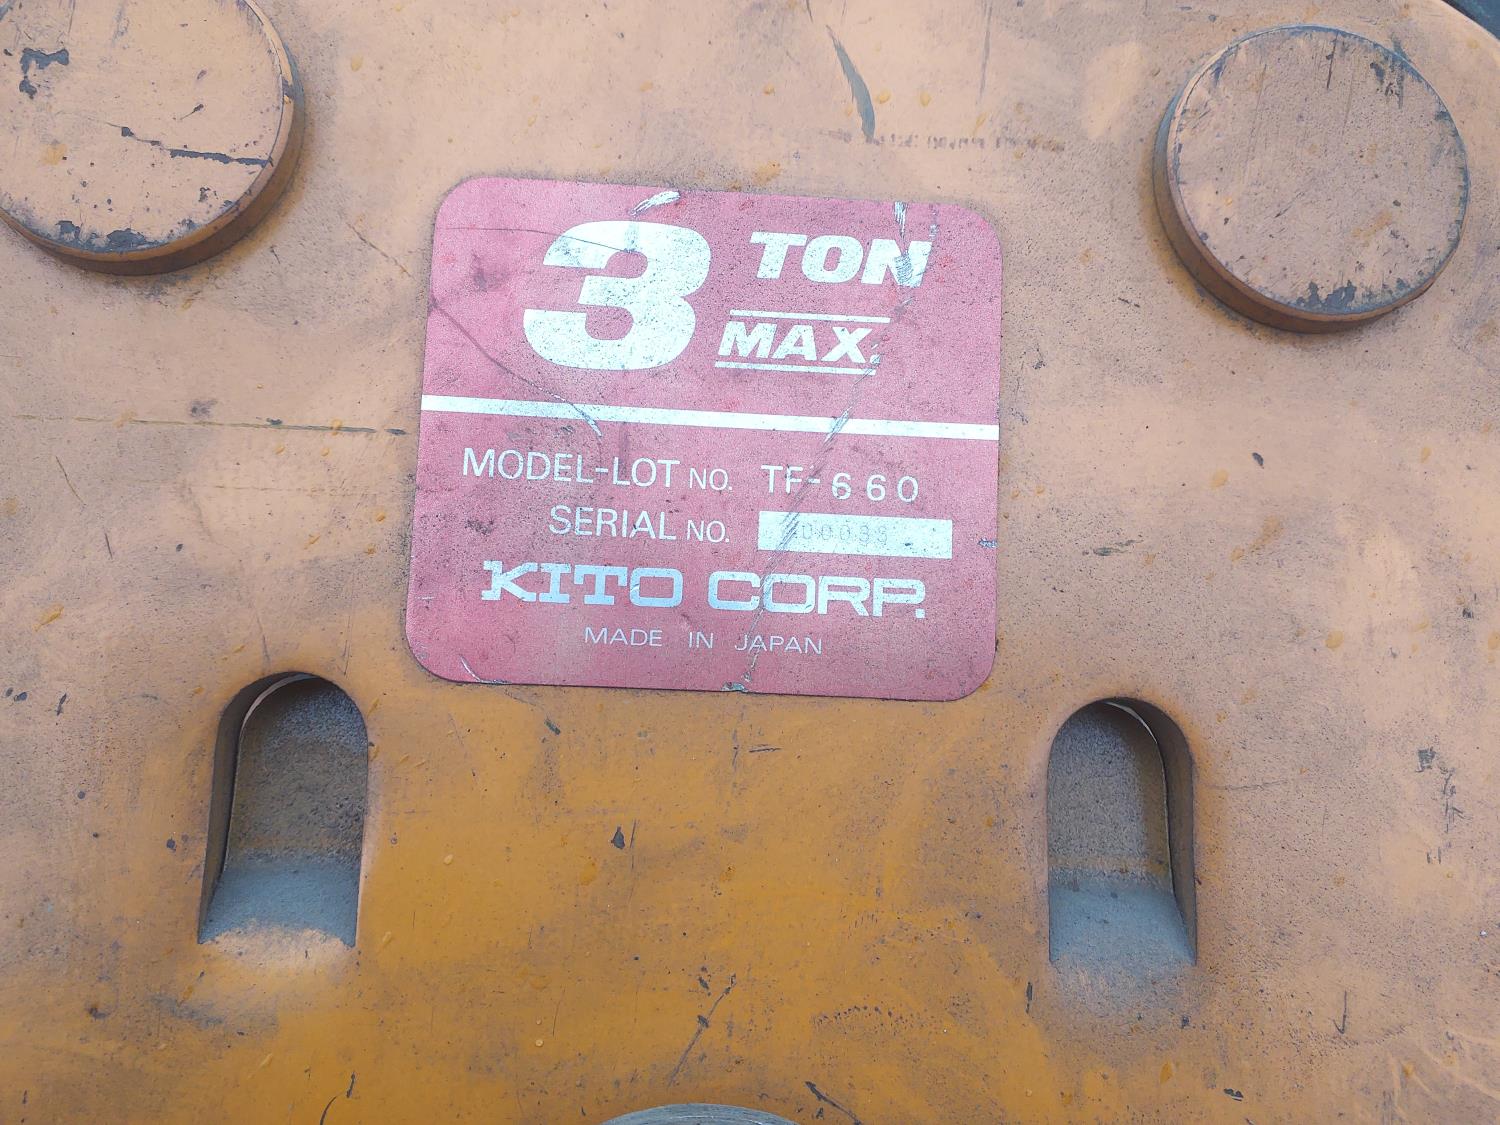 3 TON
MAX.
MODEL-LOT NO. TF-660
SERIAL NO.
KITO CORP.
MADE IN JAPAN